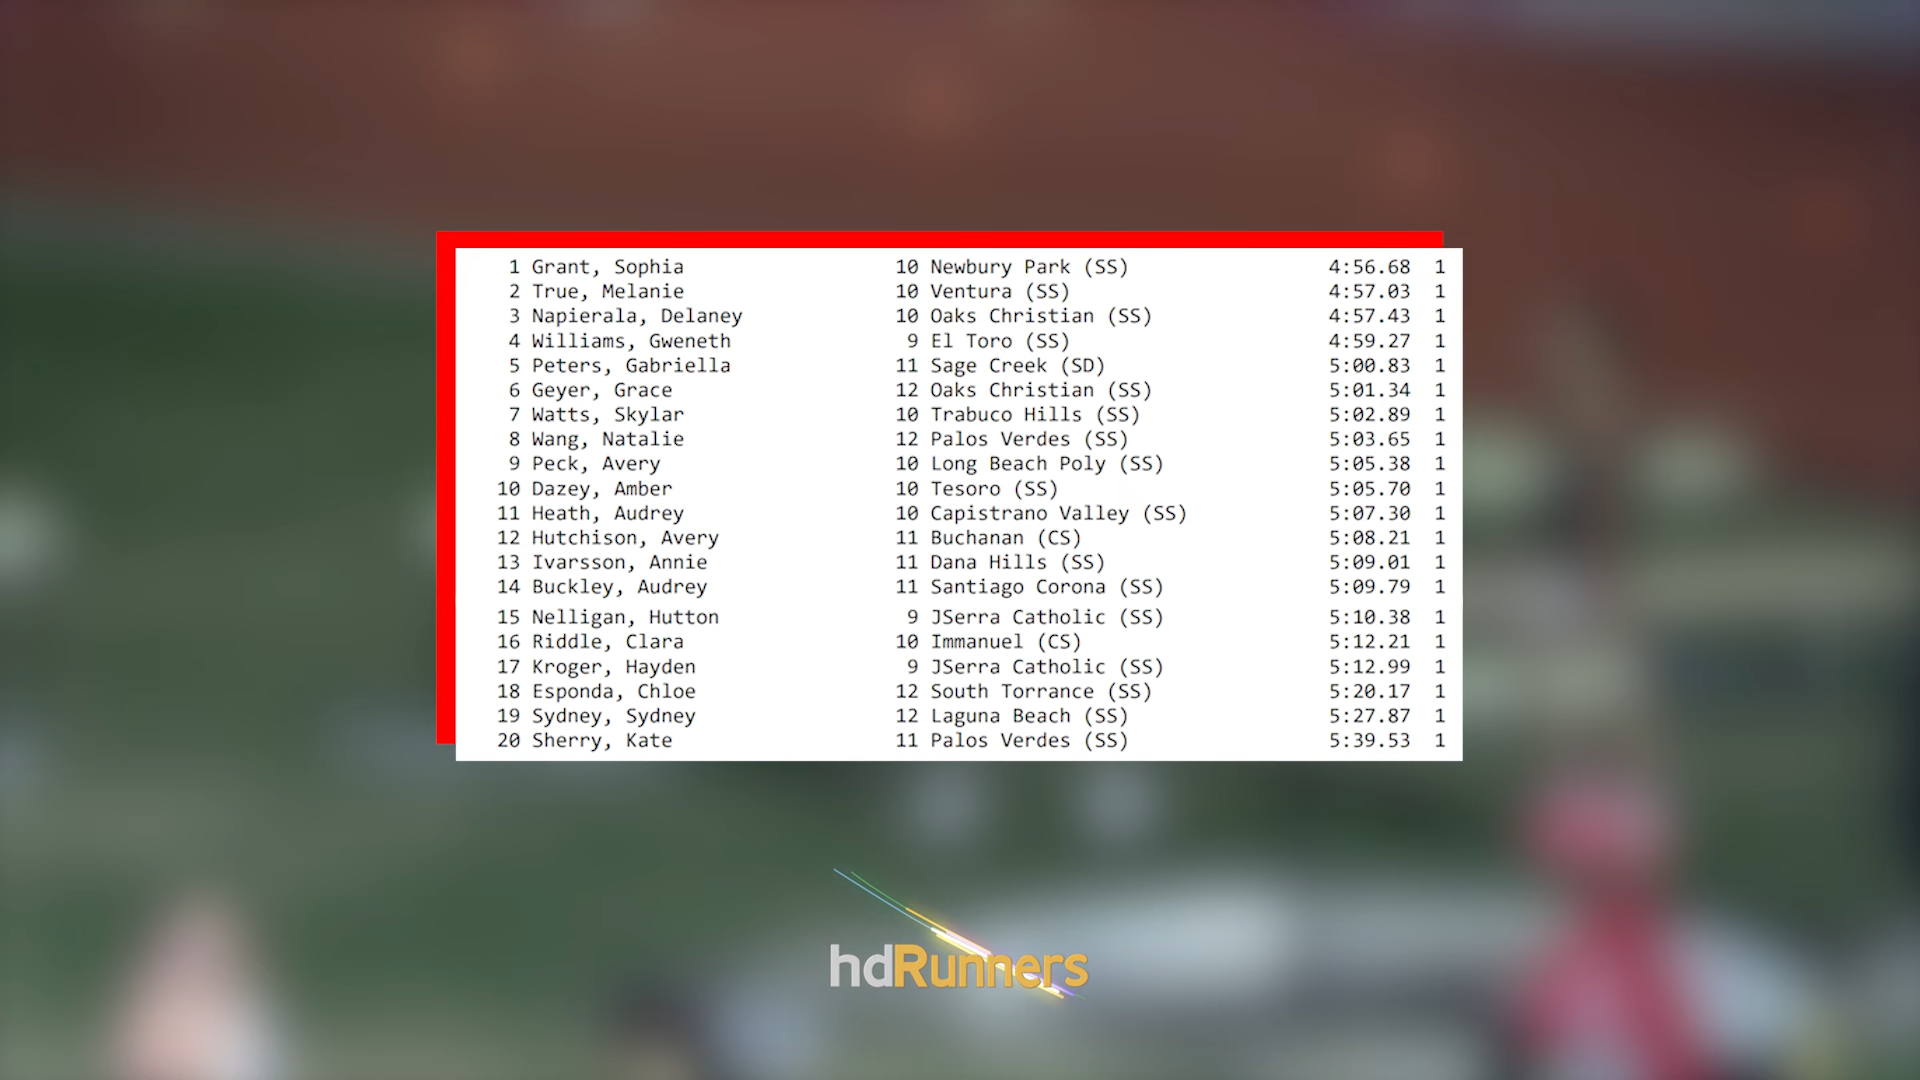 1 Grant, Sophia 10 Newbury Park (SS) 4:56.68 1
2 True, Melanie 10 Ventura (SS) 4:57.03 1
3 Napierala, Delaney 10 Oaks Christian (SS) 4:57.43 1
4 Williams, Gweneth 9 El Toro (SS) 4:59.27 1
5 Peters, Gabriella 11 Sage Creek (SD) 5:00.83 1
6 Geyer, Grace 12 Oaks Christian (SS) 5:01.34 1
7 Watts, Skylar 10 Trabuco Hills (SS) 5:02.89 1
8 Wang, Natalie 12 Palos Verdes (SS) 5:03.65 1
9 Peck, Avery 10 Long Beach Poly (SS) 5:05.38 1
10 Dazey, Amber 10 Tesoro (SS) 5:05.70 1
11 Heath, Audrey 10 Capistrano Valley (SS) 5:07.30 1
12 Hutchison, Avery 11 Buchanan (CS) 5:08.21 1
13 Ivarsson, Annie 11 Dana Hills (SS) 5:09.01 1
14 Buckley, Audrey 11 Santiago Corona (SS) 5:09.79 1
15 Nelligan, Hutton 9 JSerra Catholic (SS) 5:10.38 1
16 Riddle, Clara 10 Immanuel (CS) 5:12.21 1
17 Kroger, Hayden 9 JSerra Catholic (SS) 5:12.99 1
18 Esponda, Chloe 12 South Torrance (SS) 5:20.17 1
19 Sydney, Sydney 12 Laguna Beach (SS) 5:27.87 1
20 Sherry, Kate 11 Palos Verdes (SS) 5:39.53 1
hdRunners